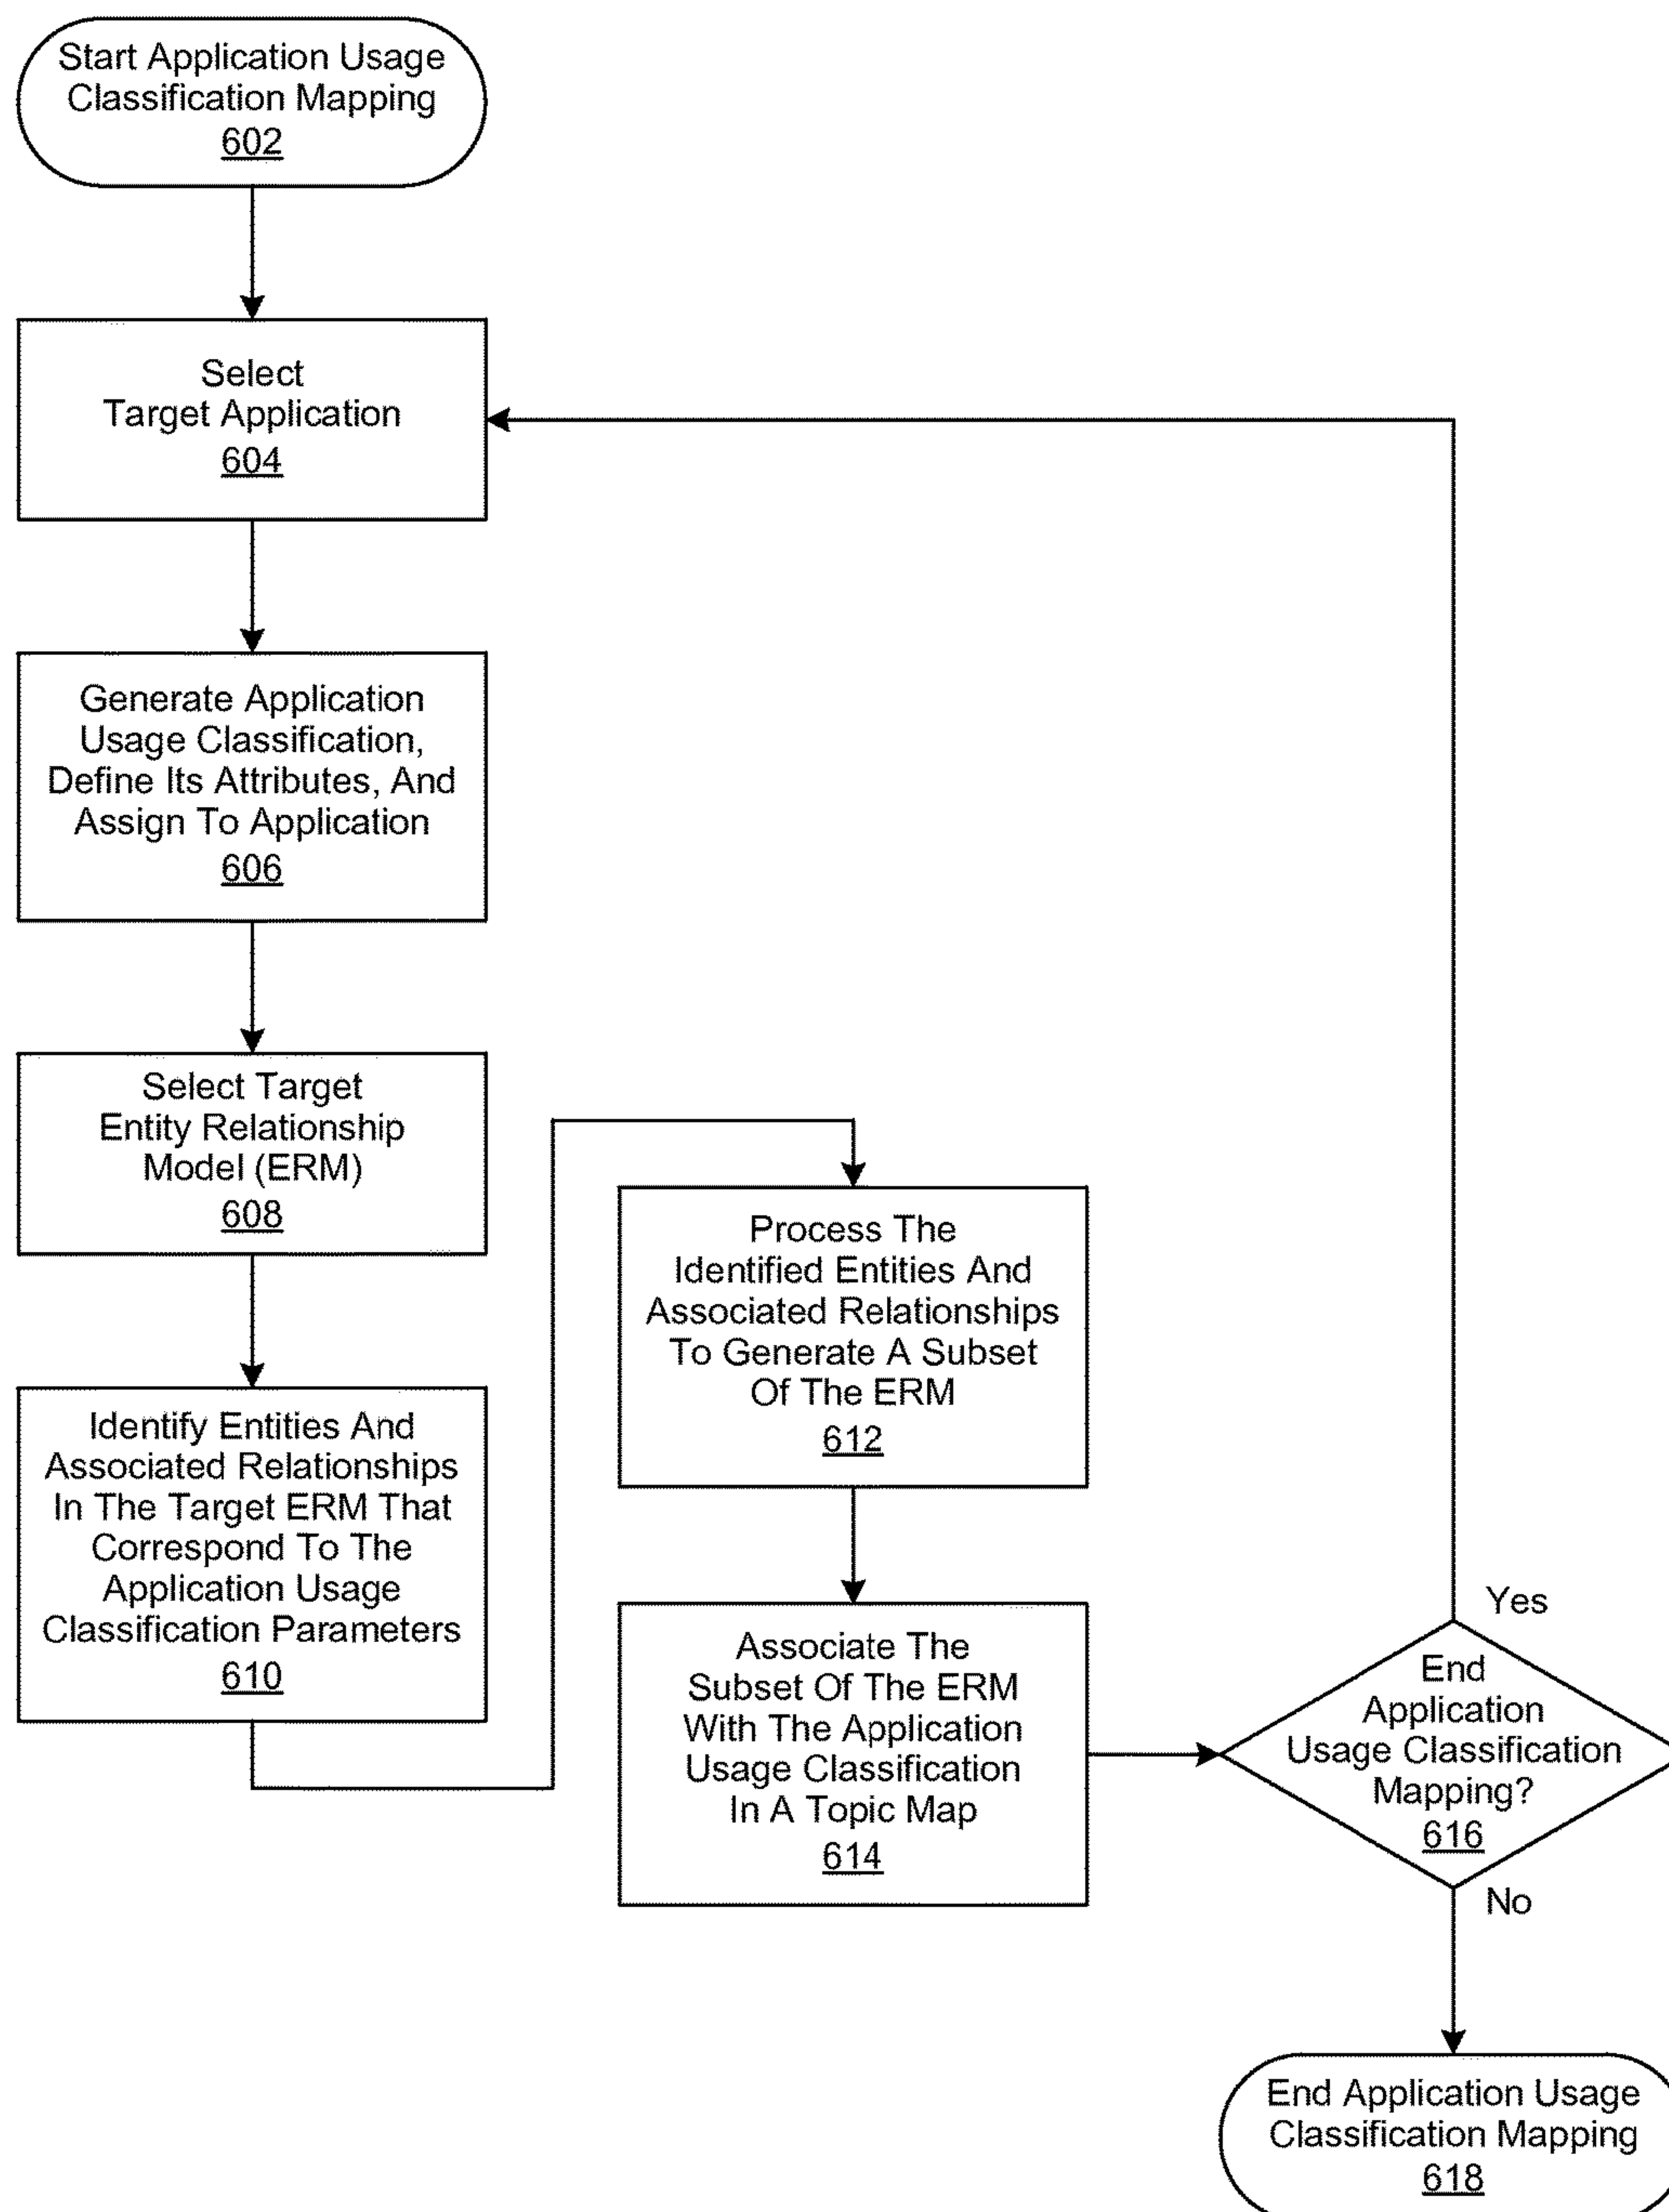 Start Application Usage
Classification Mapping
602
Select
Target Application
604
Generate Application
Usage Classification,
Define Its Attributes, And
Assign To Application
606
Select Target
Entity Relationship
Model (ERM)
608
Identify Entities And
Associated Relationships
In The Target ERM That
Correspond To The
Application Usage
Classification Parameters
610
Process The
Identified Entities And
Associated Relationships
To Generate A Subset
Of The ERM
612
Associate The
Subset Of The ERM
With The Application
Usage Classification
In A Topic Map
614
Yes
End
Application
Usage Classification
Mapping?
616
No
End Application Usage
Classification Mapping
618